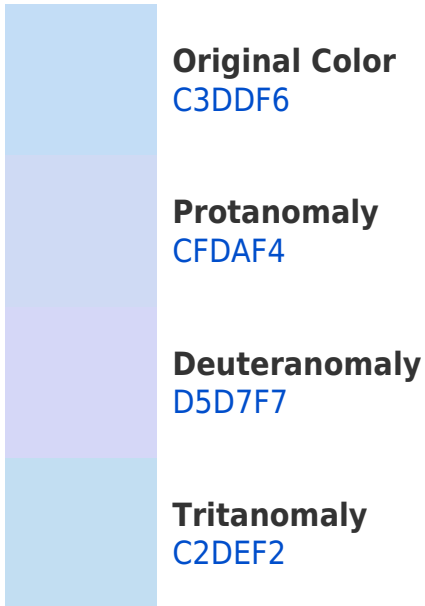 Original Color
C3DDF6
Protanomaly
CFDAF4
Deuteranomaly
D5D7F7
Tritanomaly
C2DEF2